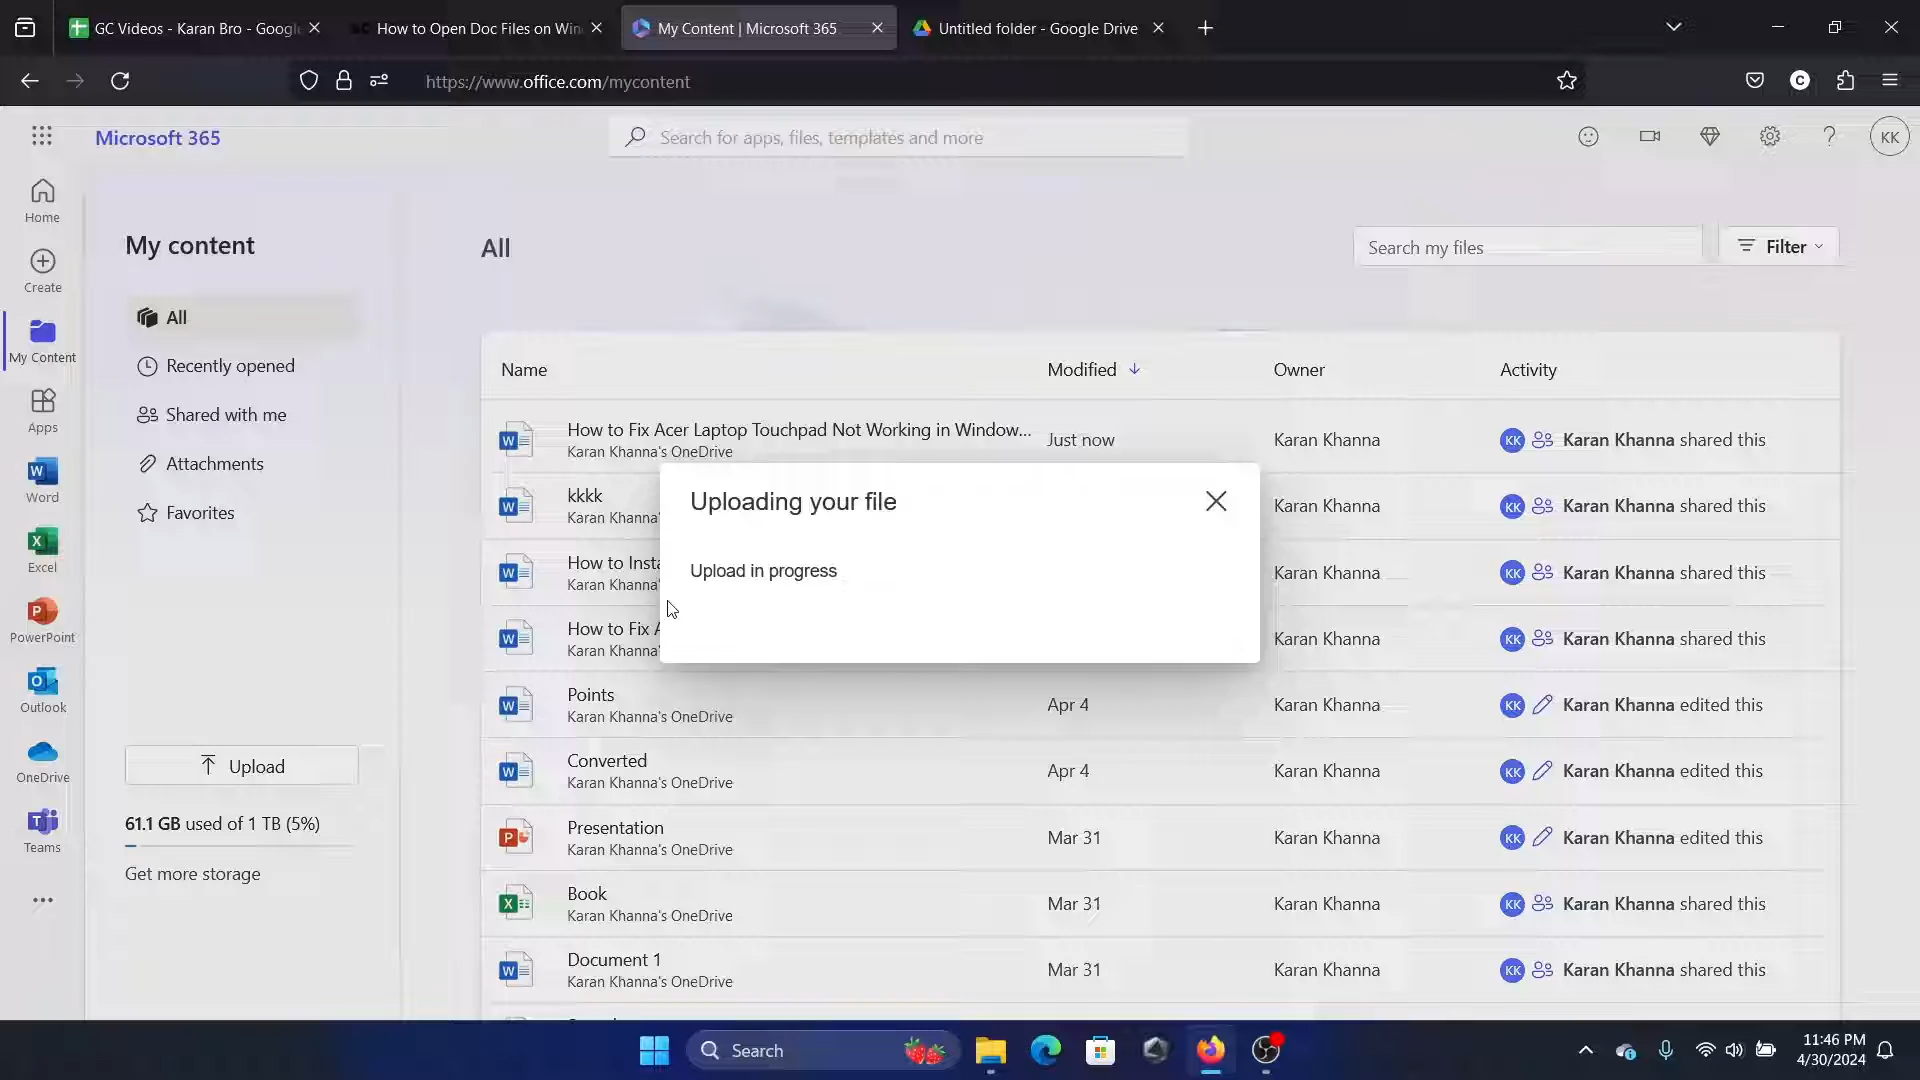 GC Videos - Karan Bro - Googl
How to Open Doc Files on Win
My Content | Microsoft 365
Untitled folder - Google Drive
https://www.office.com/mycontent
C
Microsoft 365
Search for apps, files, templates and more
KK
Home
Create
My Content
Apps
Word
Excel
PowerPoint
Outlook
OneDrive
Teams
My content
All
Recently opened
Shared with me
Attachments
Favorites
Upload
61.1 GB used of 1 TB (5%)
Get more storage
All
Search my files
Filter
Name Modified Owner Activity
How to Fix Acer Laptop Touchpad Not Working in Window...
Karan Khanna's OneDrive
Just now Karan Khanna KK Karan Khanna shared this
kkkk
Karan Khanna'
Karan Khanna KK Karan Khanna shared this
How to Insta
Karan Khanna'
Karan Khanna KK Karan Khanna shared this
How to Fix A
Karan Khanna'
Karan Khanna KK Karan Khanna shared this
Points
Karan Khanna's OneDrive
Apr 4 Karan Khanna KK Karan Khanna edited this
Converted
Karan Khanna's OneDrive
Apr 4 Karan Khanna KK Karan Khanna edited this
Presentation
Karan Khanna's OneDrive
Mar 31 Karan Khanna KK Karan Khanna edited this
Book
Karan Khanna's OneDrive
Mar 31 Karan Khanna KK Karan Khanna shared this
Document 1
Karan Khanna's OneDrive
Mar 31 Karan Khanna KK Karan Khanna shared this
Uploading your file
Upload in progress
Search
11:46 PM
4/30/2024